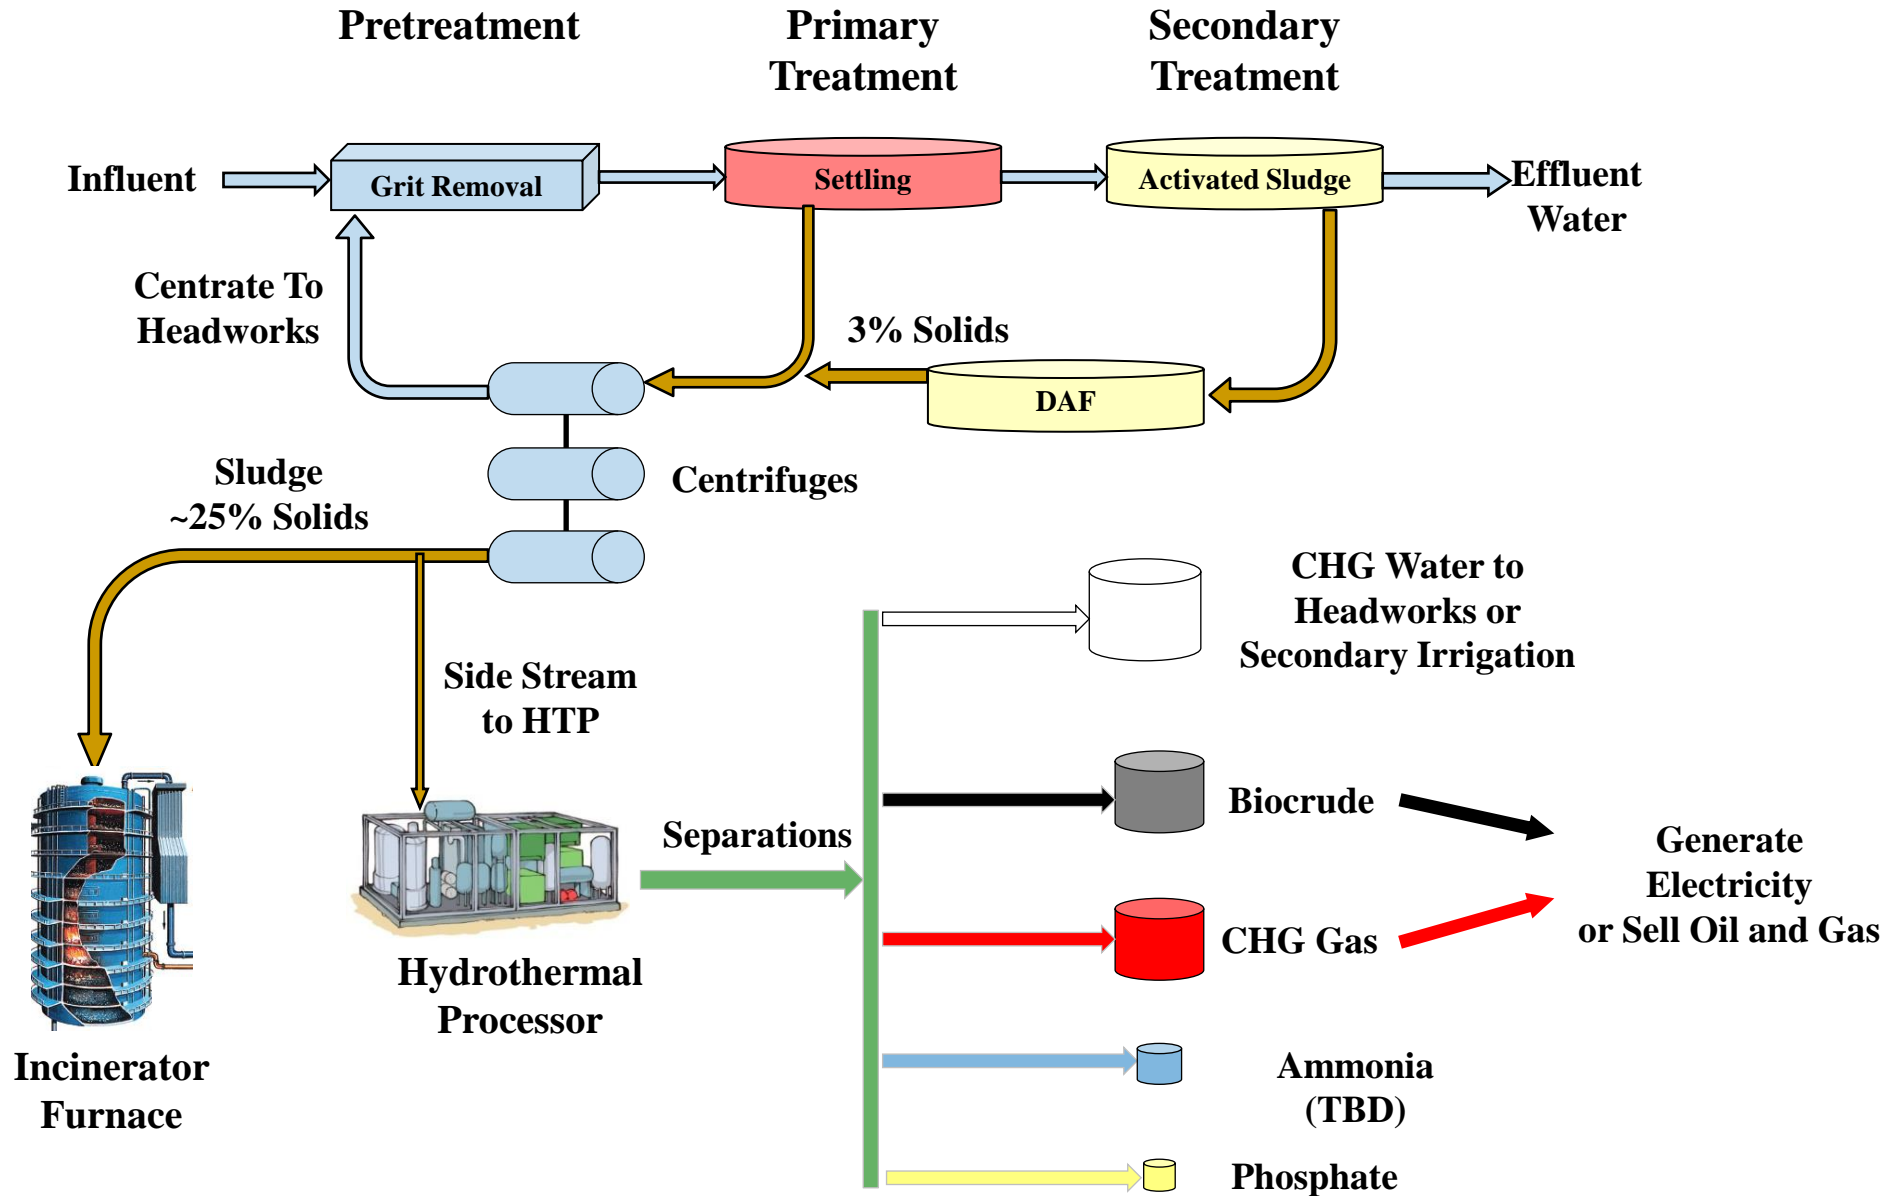 Pretreatment
Primary
Treatment
Secondary
Treatment
Influent
Grit Removal
Settling
Activated Sludge
Effluent
Water
Centrate To
Headworks
3% Solids
DAF
Sludge
~25% Solids
Centrifuges
CHG Water to
Headworks or
Secondary Irrigation
Side Stream
to HTP
Separations
Biocrude
Generate
Electricity
or Sell Oil and Gas
CHG Gas
Hydrothermal
Processor
Incinerator
Furnace
Ammonia
(TBD)
Phosphate